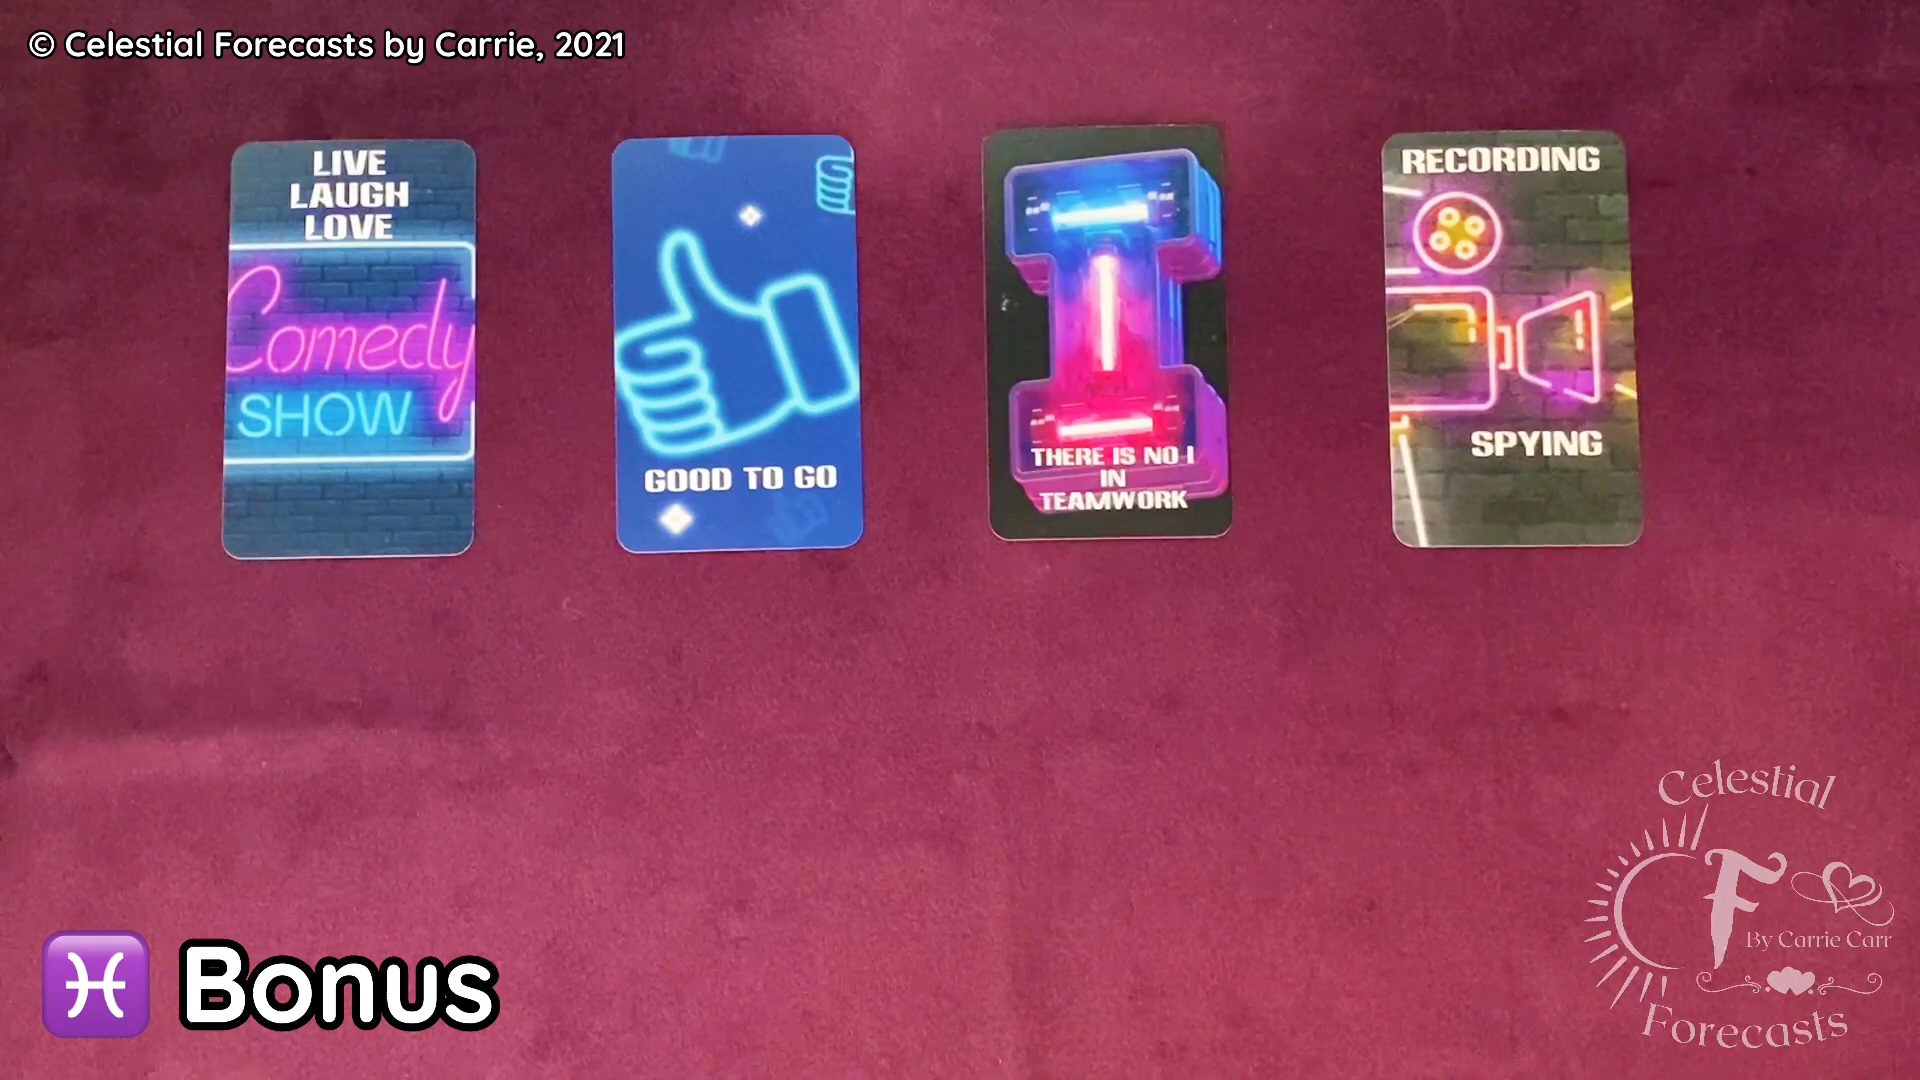 © Celestial Forecasts by Carrie, 2021
LIVE
LAUGH
LOVE
Comedy
SHOW
GOOD TO GO
THERE IS NO I
IN
TEAMWORK
RECORDING
SPYING
♓ Bonus
Celestial
F
By Carrie Carr
Forecasts